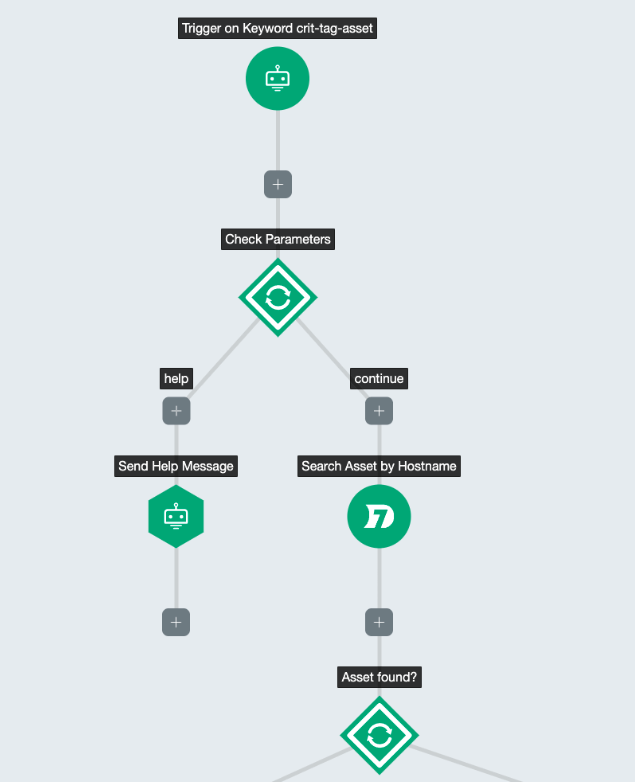 Trigger on Keyword crit-tag-asset
Check Parameters
help
continue
Send Help Message
Search Asset by Hostname
Asset found?